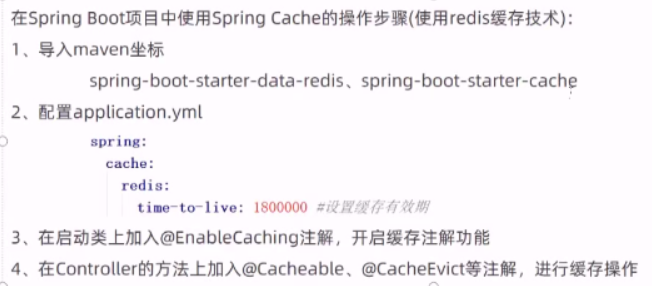 在Spring Boot项目中使用Spring Cache的操作步骤(使用redis缓存技术):
1、导入maven坐标
spring-boot-starter-data-redis、spring-boot-starter-cache
2、配置application.yml
spring:
cache:
redis:
time-to-live: 1800000 #设置缓存有效期
3、在启动类上加入@EnableCaching注解，开启缓存注解功能
4、在Controller的方法上加入@Cacheable、@CacheEvict等注解，进行缓存操作